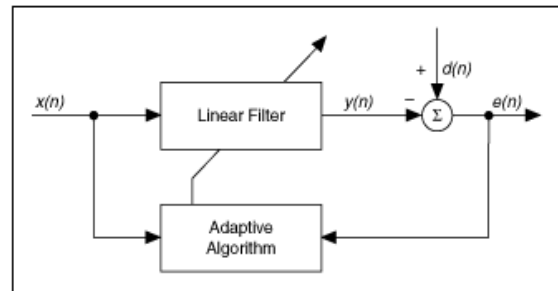 + d(n)
x(n) Linear Filter y(n) − Σ e(n)
Adaptive
Algorithm